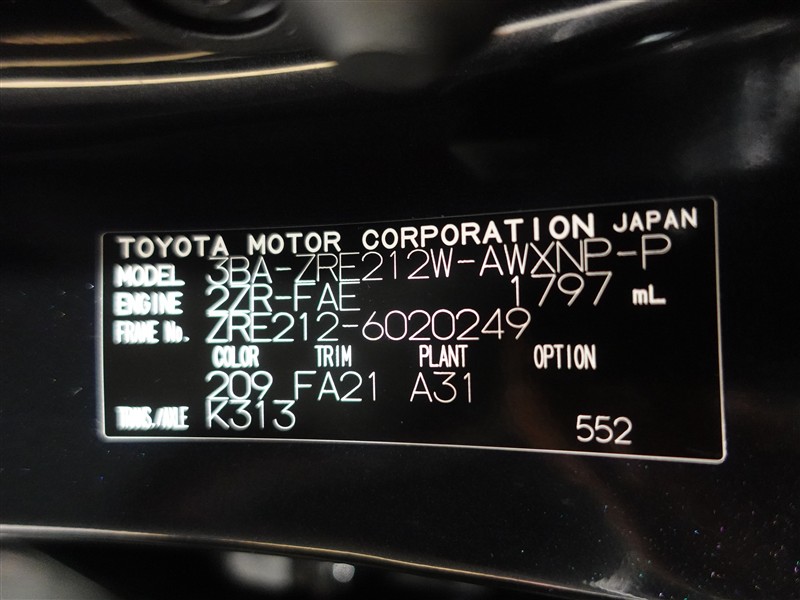 TOYOTA MOTOR CORPORATION JAPAN
MODEL 3BA-ZRE212W-AWXNP-P
ENGINE 2ZR-FAE 1797 mL
FRAME No. ZRE212-6020249
COLOR TRIM PLANT OPTION
209 FA21 A31
TRANS./AXLE K313
552